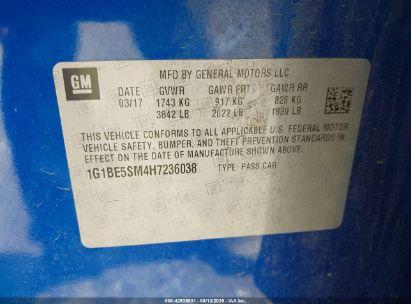 GM
MFD BY GENERAL MOTORS LLC
DATE GVWR GAWR FRT GAWR RR
03/17 1743 KG 917 KG 826 KG
3842 LB 2022 LB 1820 LB
THIS VEHICLE CONFORMS TO ALL APPLICABLE U.S. FEDERAL MOTOR
VEHICLE SAFETY, BUMPER, AND THEFT PREVENTION STANDARDS IN
EFFECT ON THE DATE OF MANUFACTURE SHOWN ABOVE.
1G1BE5SM4H7236038 TYPE PASS CAR